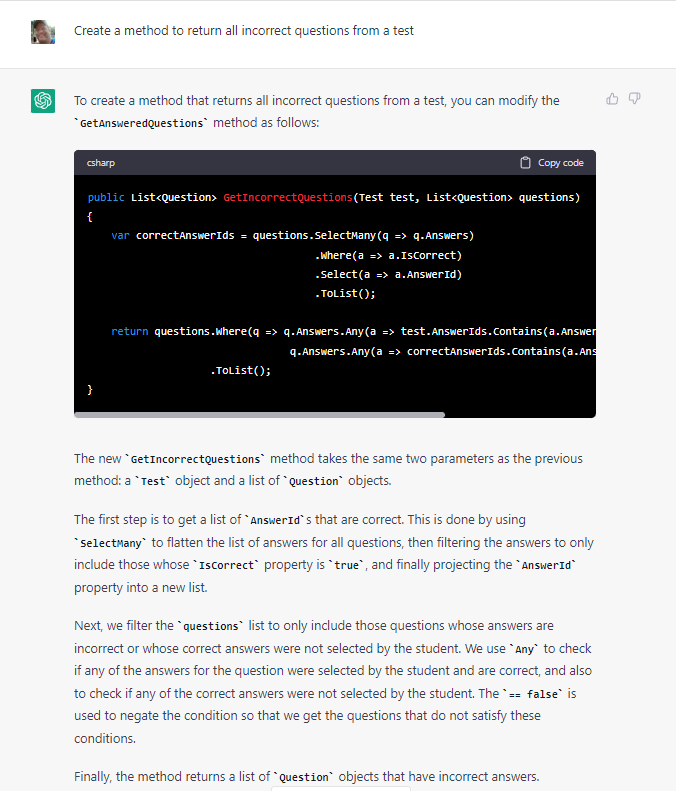 Create a method to return all incorrect questions from a test
To create a method that returns all incorrect questions from a test, you can modify the
`GetAnsweredQuestions` method as follows:
csharp
Copy code
public List<Question> GetIncorrectQuestions(Test test, List<Question> questions)
{
var correctAnswerIds = questions.SelectMany(q => q.Answers)
.Where(a => a.IsCorrect)
.Select(a => a.AnswerId)
.ToList();
return questions.Where(q => q.Answers.Any(a => test.AnswerIds.Contains(a.Answer
q.Answers.Any(a => correctAnswerIds.Contains(a.Ans
.ToList();
}
The new `GetIncorrectQuestions` method takes the same two parameters as the previous
method: a `Test` object and a list of `Question` objects.
The first step is to get a list of `AnswerId`s that are correct. This is done by using
`SelectMany` to flatten the list of answers for all questions, then filtering the answers to only
include those whose `IsCorrect` property is `true`, and finally projecting the `AnswerId`
property into a new list.
Next, we filter the `questions` list to only include those questions whose answers are
incorrect or whose correct answers were not selected by the student. We use `Any` to check
if any of the answers for the question were selected by the student and are correct, and also
to check if any of the correct answers were not selected by the student. The `== false` is
used to negate the condition so that we get the questions that do not satisfy these
conditions.
Finally, the method returns a list of `Question` objects that have incorrect answers.